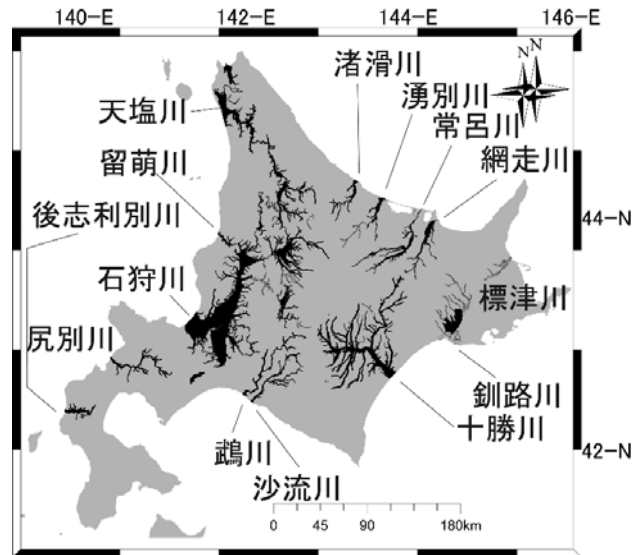 140-E 142-E 144-E 146-E
N N
渚滑川
湧別川
常呂川
網走川
天塩川
留萌川
後志利別川
石狩川
尻別川
44-N
標津川
釧路川
十勝川
42-N
鵡川
沙流川
0 45 90 180km